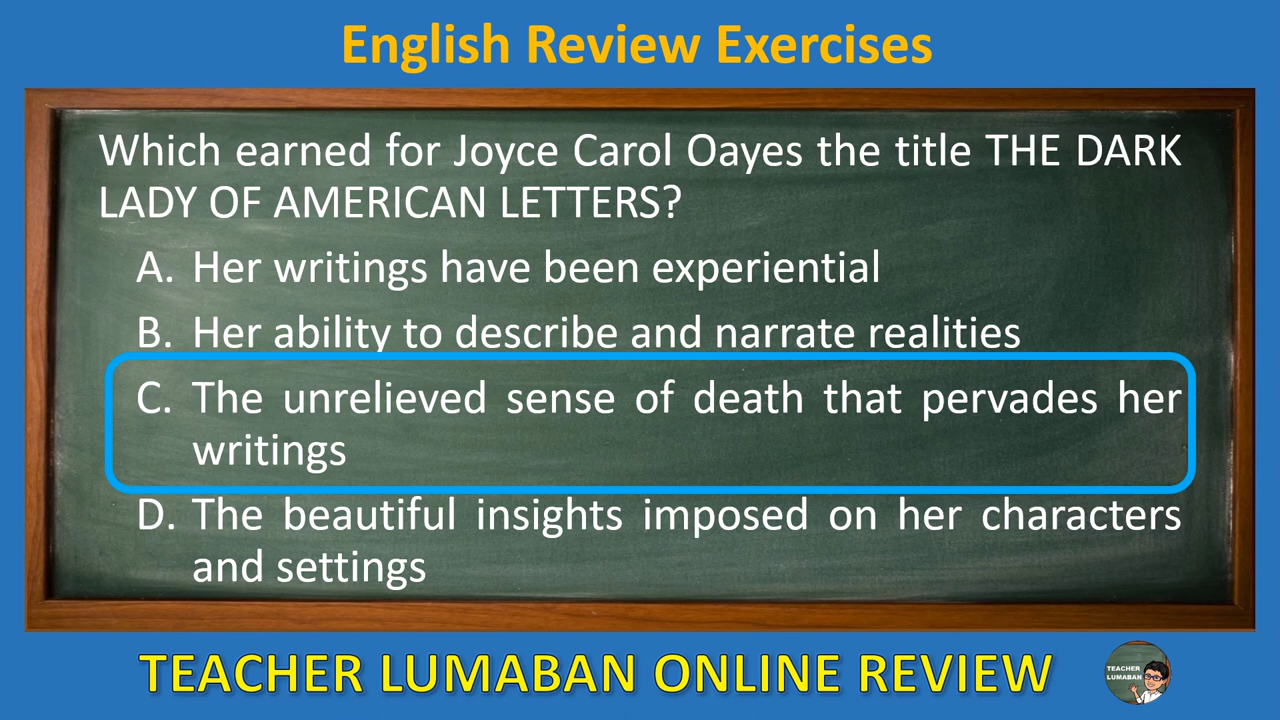 English Review Exercises
Which earned for Joyce Carol Oayes the title THE DARK
LADY OF AMERICAN LETTERS?
A. Her writings have been experiential
B. Her ability to describe and narrate realities
C. The unrelieved sense of death that pervades her
writings
D. The beautiful insights imposed on her characters
and settings
TEACHER LUMABAN ONLINE REVIEW
TEACHER
LUMABAN